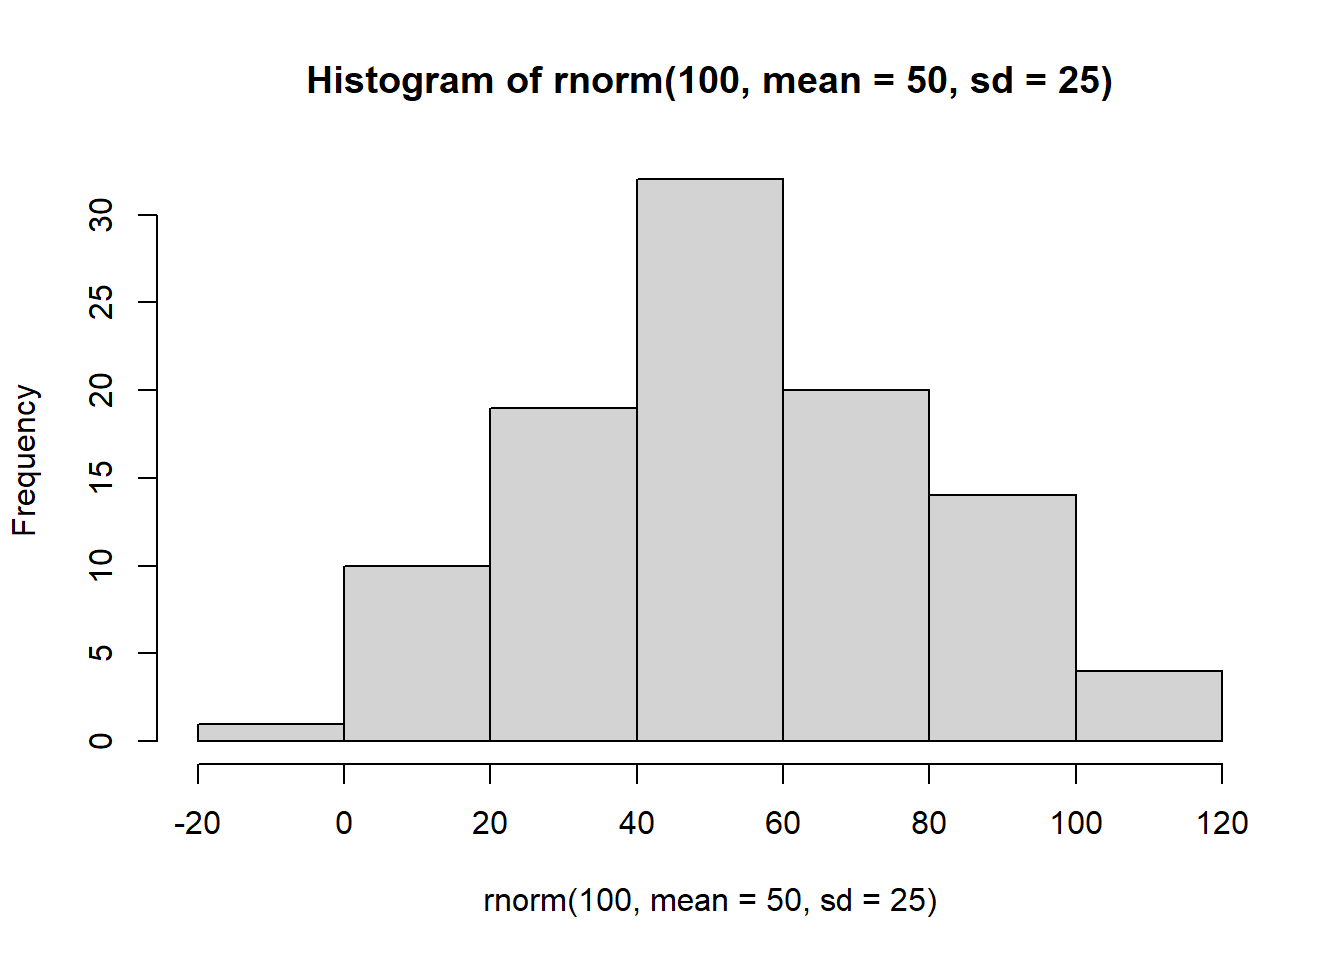 Histogram of rnorm(100, mean = 50, sd = 25)
Frequency
30
25
20
15
10
5
0
-20 0 20 40 60 80 100 120
rnorm(100, mean = 50, sd = 25)